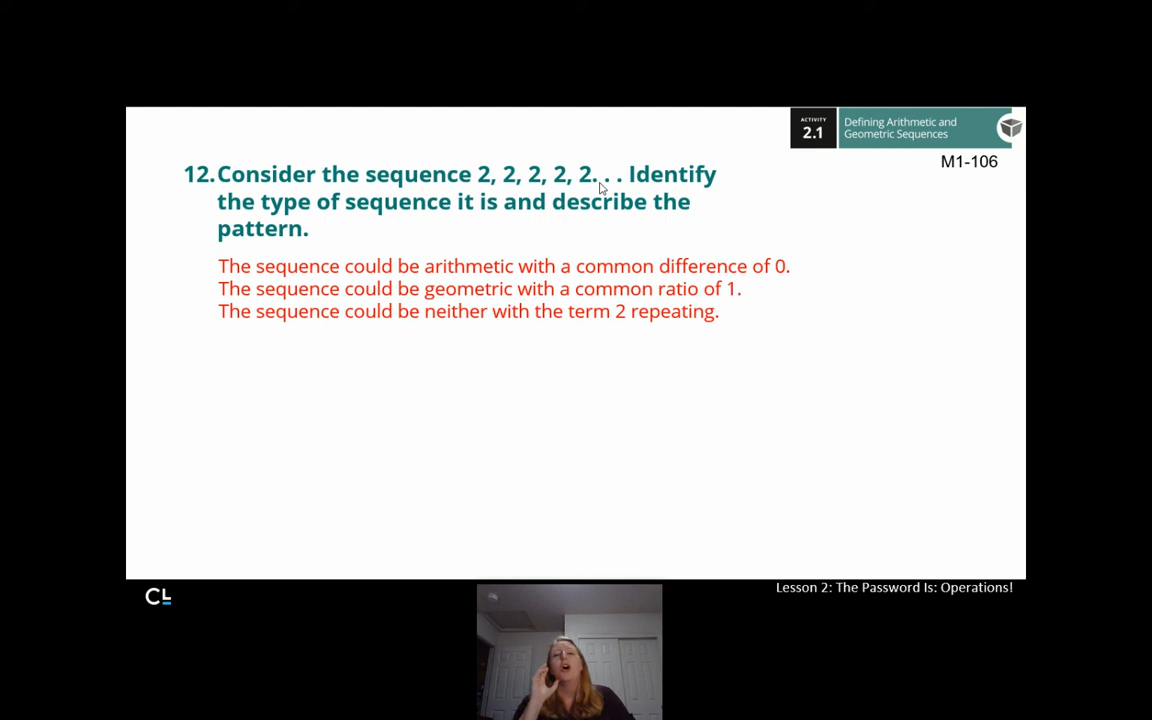 ACTIVITY
2.1
Defining Arithmetic and
Geometric Sequences
M1-106
12. Consider the sequence 2, 2, 2, 2, 2. . . Identify
the type of sequence it is and describe the
pattern.
The sequence could be arithmetic with a common difference of 0.
The sequence could be geometric with a common ratio of 1.
The sequence could be neither with the term 2 repeating.
Lesson 2: The Password Is: Operations!
CL